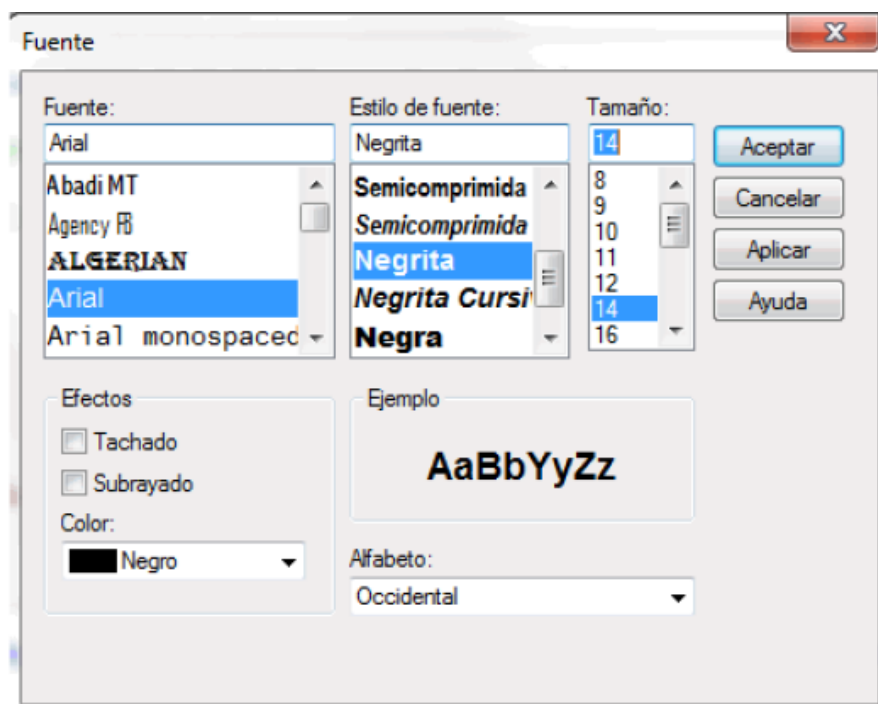 Fuente
Fuente:
Arial
Abadi MT
Agency FB
ALGERIAN
Arial
Arial monospaced
Estilo de fuente:
Negrita
Semicomprimida
Semicomprimida
Negrita
Negrita Cursi
Negra
Tamaño:
14
8
9
10
11
12
14
16
Aceptar
Cancelar
Aplicar
Ayuda
Efectos
Tachado
Subrayado
Color:
Negro
Ejemplo
AaBbYyZz
Alfabeto:
Occidental